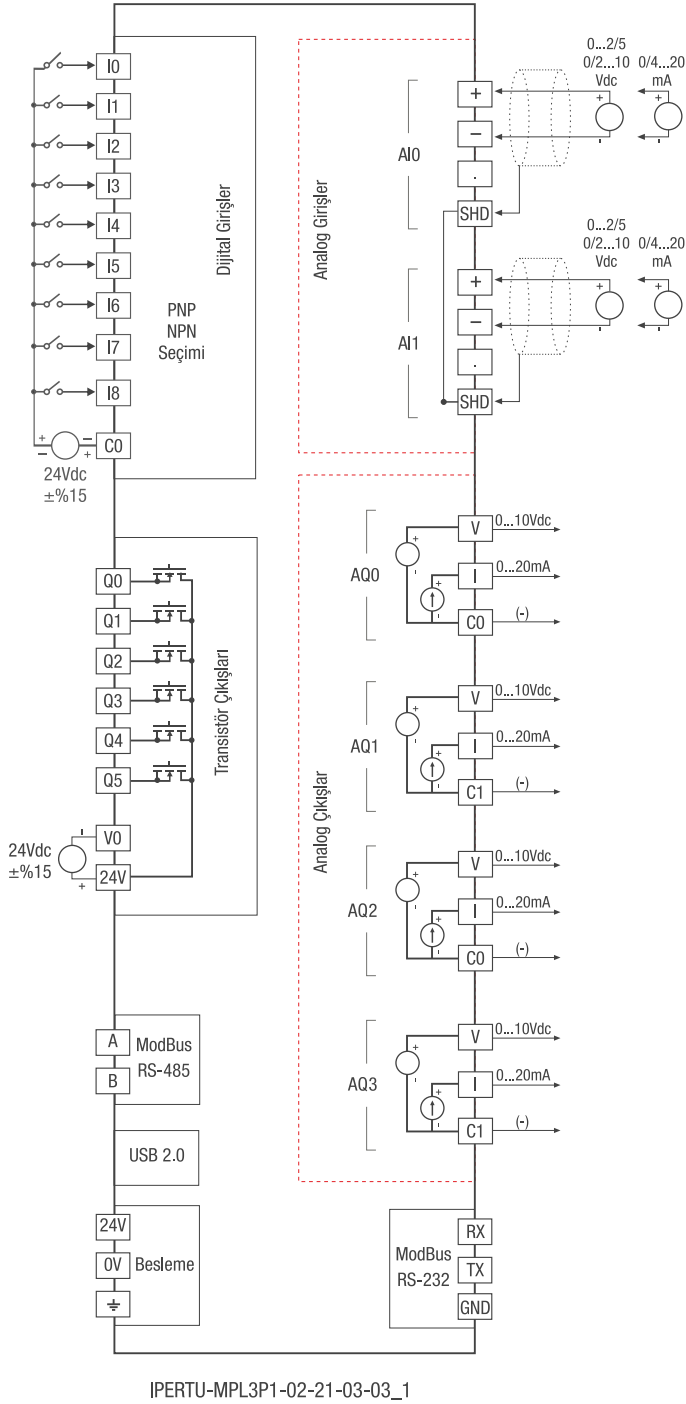 I0
I1
I2
I3
I4
I5
I6
I7
I8
C0
Dijital Girişler
PNP
NPN
Seçimi
+
−
−
+
24Vdc
±%15
Q0
Q1
Q2
Q3
Q4
Q5
V0
24V
Transistör Çıkışları
-
+
24Vdc
±%15
A
B
ModBus
RS-485
USB 2.0
24V
0V
Besleme
Analog Girişler
AI0
+
−
.
SHD
0...2/5
0/2...10
Vdc
0/4...20
mA
+
-
+
-
AI1
+
−
.
SHD
0...2/5
0/2...10
Vdc
0/4...20
mA
+
-
+
-
Analog Çıkışlar
AQ0
+
-
+
-
V
0...10Vdc
I
0...20mA
C0
(-)
AQ1
+
-
+
-
V
0...10Vdc
I
0...20mA
C1
(-)
AQ2
+
-
+
-
V
0...10Vdc
I
0...20mA
C0
(-)
AQ3
+
-
+
-
V
0...10Vdc
I
0...20mA
C1
(-)
ModBus
RS-232
RX
TX
GND
IPERTU-MPL3P1-02-21-03-03_1